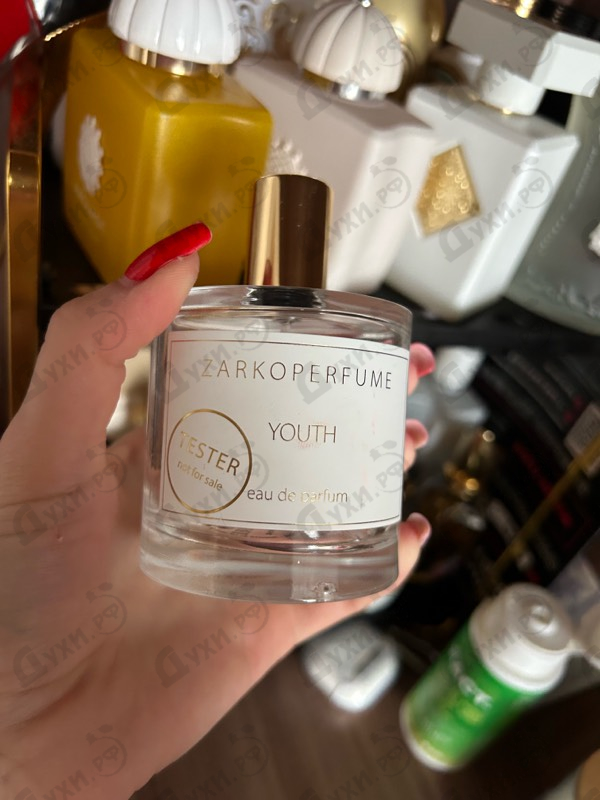 ZARKOPERFUME
YOUTH
TESTER
not for sale
eau de parfum
Духи.РФ